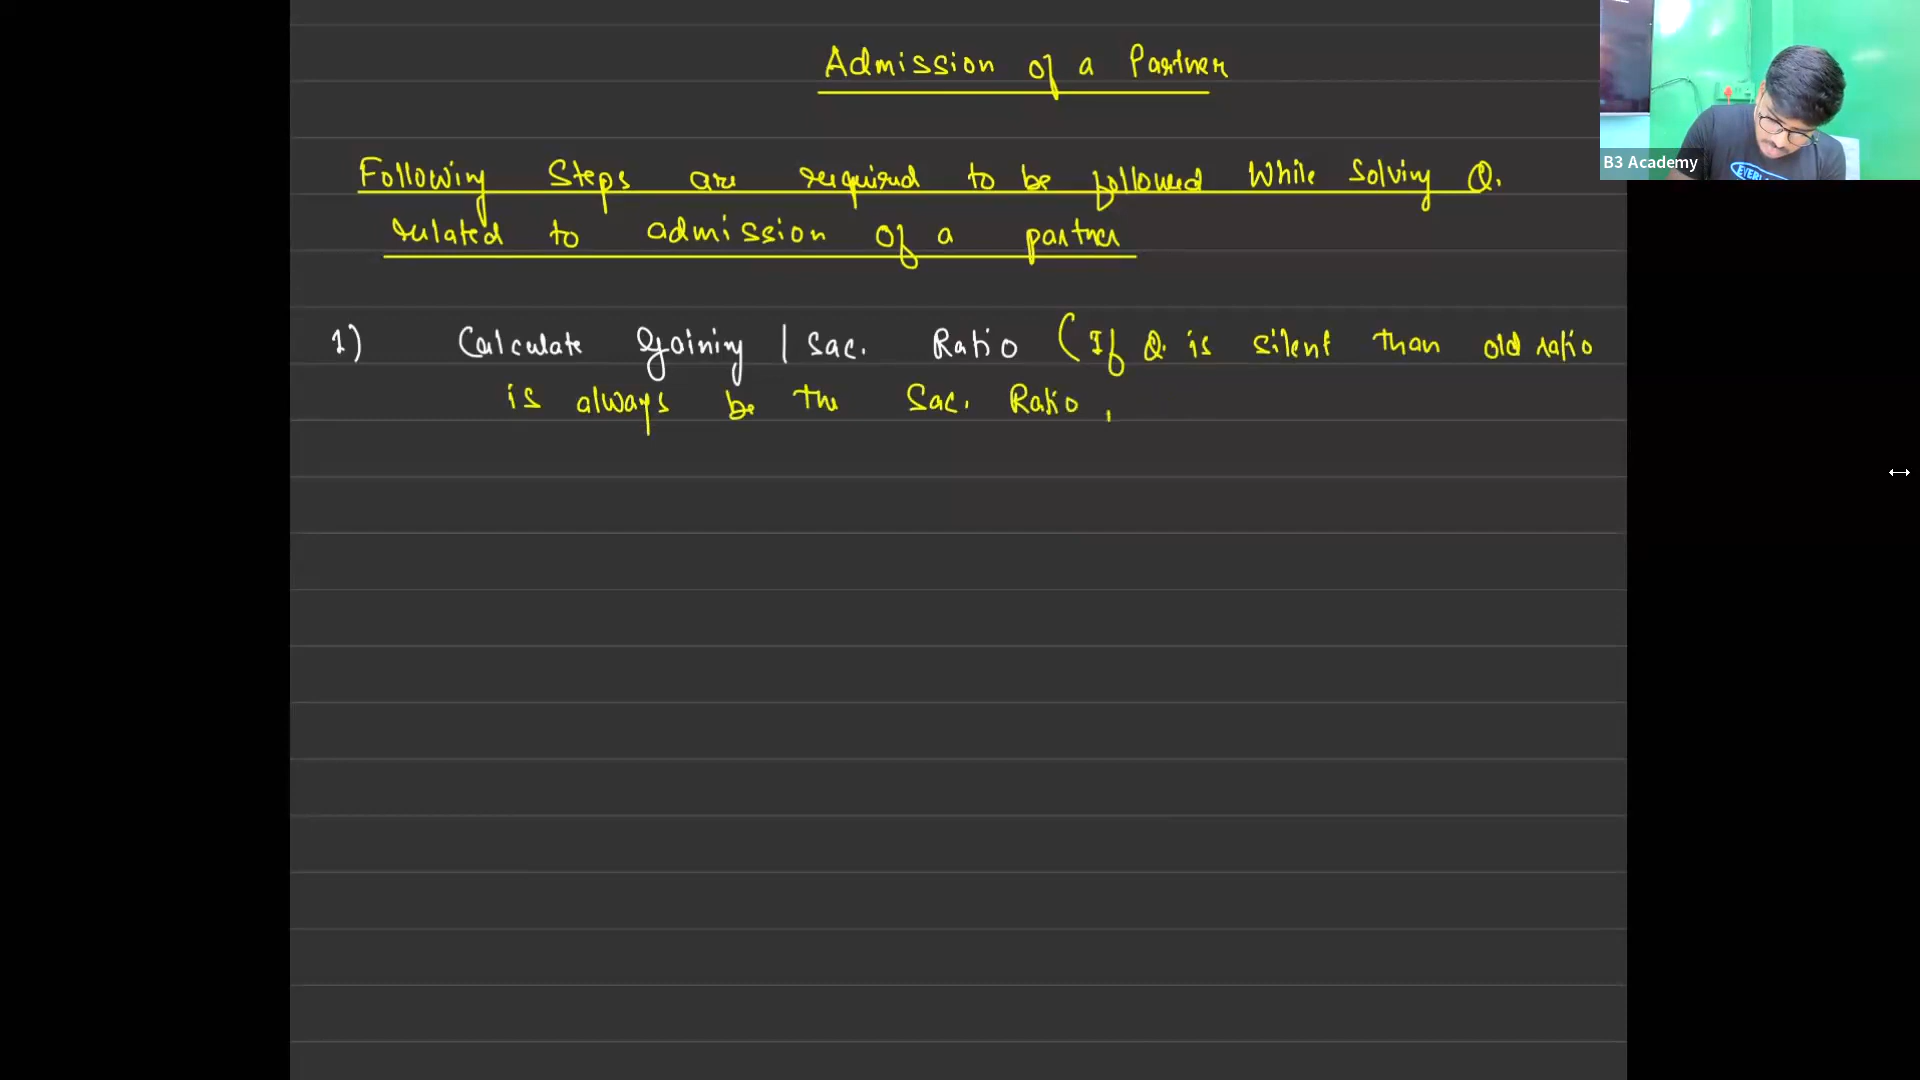 Admission of a Partner
Following Steps are required to be followed While Solving Q.
related to admission of a partner
1) Calculate Gaining | Sac. Ratio (If Q. is silent than old ratio
is always be the Sac. Ratio,
B3 Academy